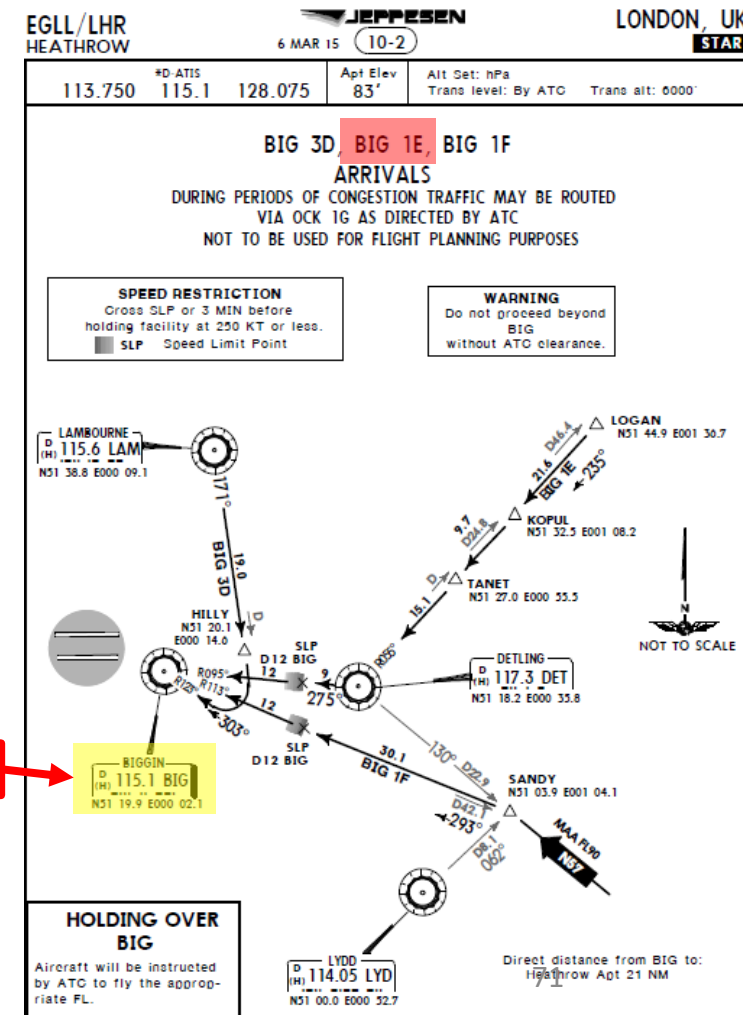 EGLL/LHR
HEATHROW
JEPPESEN
6 MAR 15
10-2
LONDON, UK
STAR
*D-ATIS
113.750 115.1 128.075
Apt Elev
83'
Alt Set: hPa
Trans level: By ATC Trans alt: 6000'
BIG 3D, BIG 1E, BIG 1F
ARRIVALS
DURING PERIODS OF CONGESTION TRAFFIC MAY BE ROUTED
VIA OCK 1G AS DIRECTED BY ATC
NOT TO BE USED FOR FLIGHT PLANNING PURPOSES
SPEED RESTRICTION
Cross SLP or 3 MIN before
holding facility at 250 KT or less.
SLP Speed Limit Point
WARNING
Do not proceed beyond
BIG
without ATC clearance.
LAMBOURNE
D
(H) 115.6 LAM
N51 38.8 E000 09.1
171°
BIG 3D
19.0
D
HILLY
N51 20.1
E000 14.6
LOGAN
N51 44.9 E001 36.7
D46.4
21.6
BIG 1E
235°
KOPUL
N51 32.5 E001 08.2
9.7
D24.8
TANET
N51 27.0 E000 55.5
D
15.1
R055°
N
NOT TO SCALE
SLP
D12 BIG
R095°
12
9
275°
R123°
R113°
12
303°
SLP
D12 BIG
DETLING
D
(H) 117.3 DET
N51 18.2 E000 35.8
BIGGIN
D
(H) 115.1 BIG
N51 19.9 E000 02.1
130°
D22.9
30.1
BIG 1F
D42.1
293°
D8.1
062°
SANDY
N51 03.9 E001 04.1
MAA FL90
N57
HOLDING OVER
BIG
Aircraft will be instructed
by ATC to fly the approp-
riate FL.
LYDD
D
(H) 114.05 LYD
N51 00.0 E000 52.7
Direct distance from BIG to:
Heathrow Apt 21 NM
71